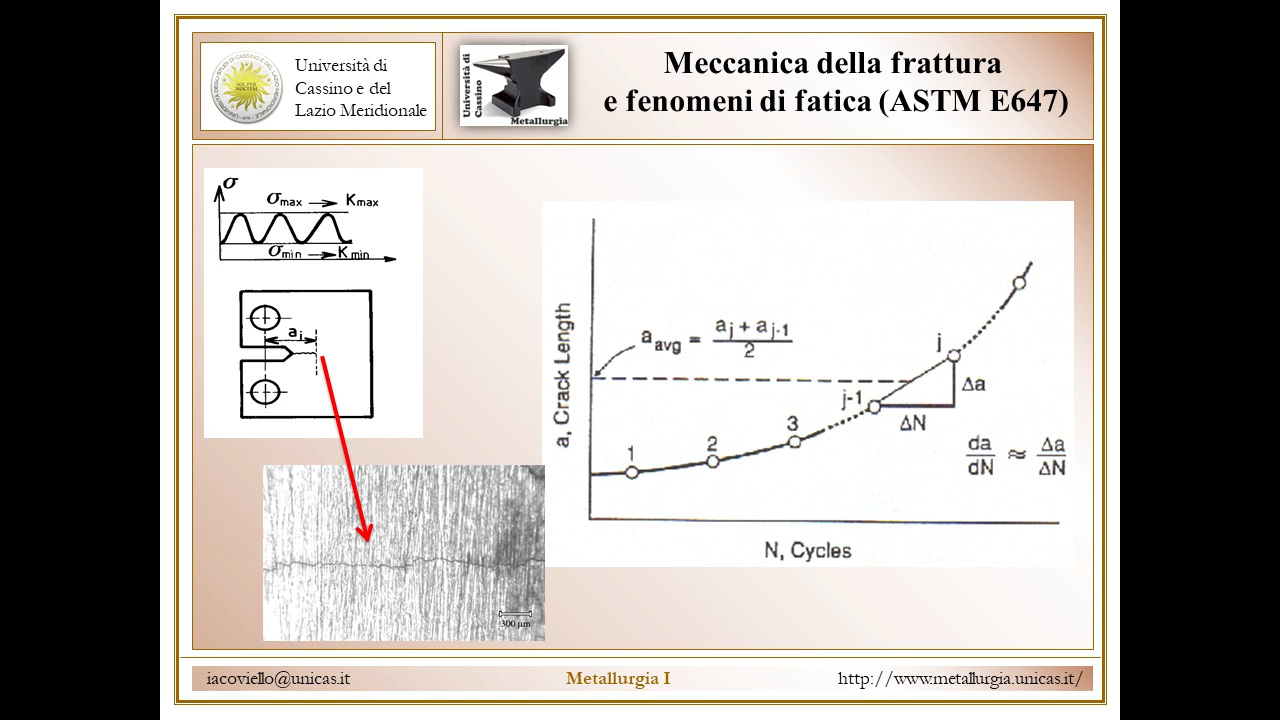 Università di
Cassino e del
Lazio Meridionale
Università di
Cassino
Metallurgia
Meccanica della frattura
e fenomeni di fatica (ASTM E647)
σ
σmax → Kmax
σmin → Kmin
ai
300 µm
a, Crack Length
aavg = aj + aj-1 / 2
1
2
3
j-1
j
Δa
ΔN
da/dN ≈ Δa/ΔN
N, Cycles
iacoviello@unicas.it
Metallurgia I
http://www.metallurgia.unicas.it/